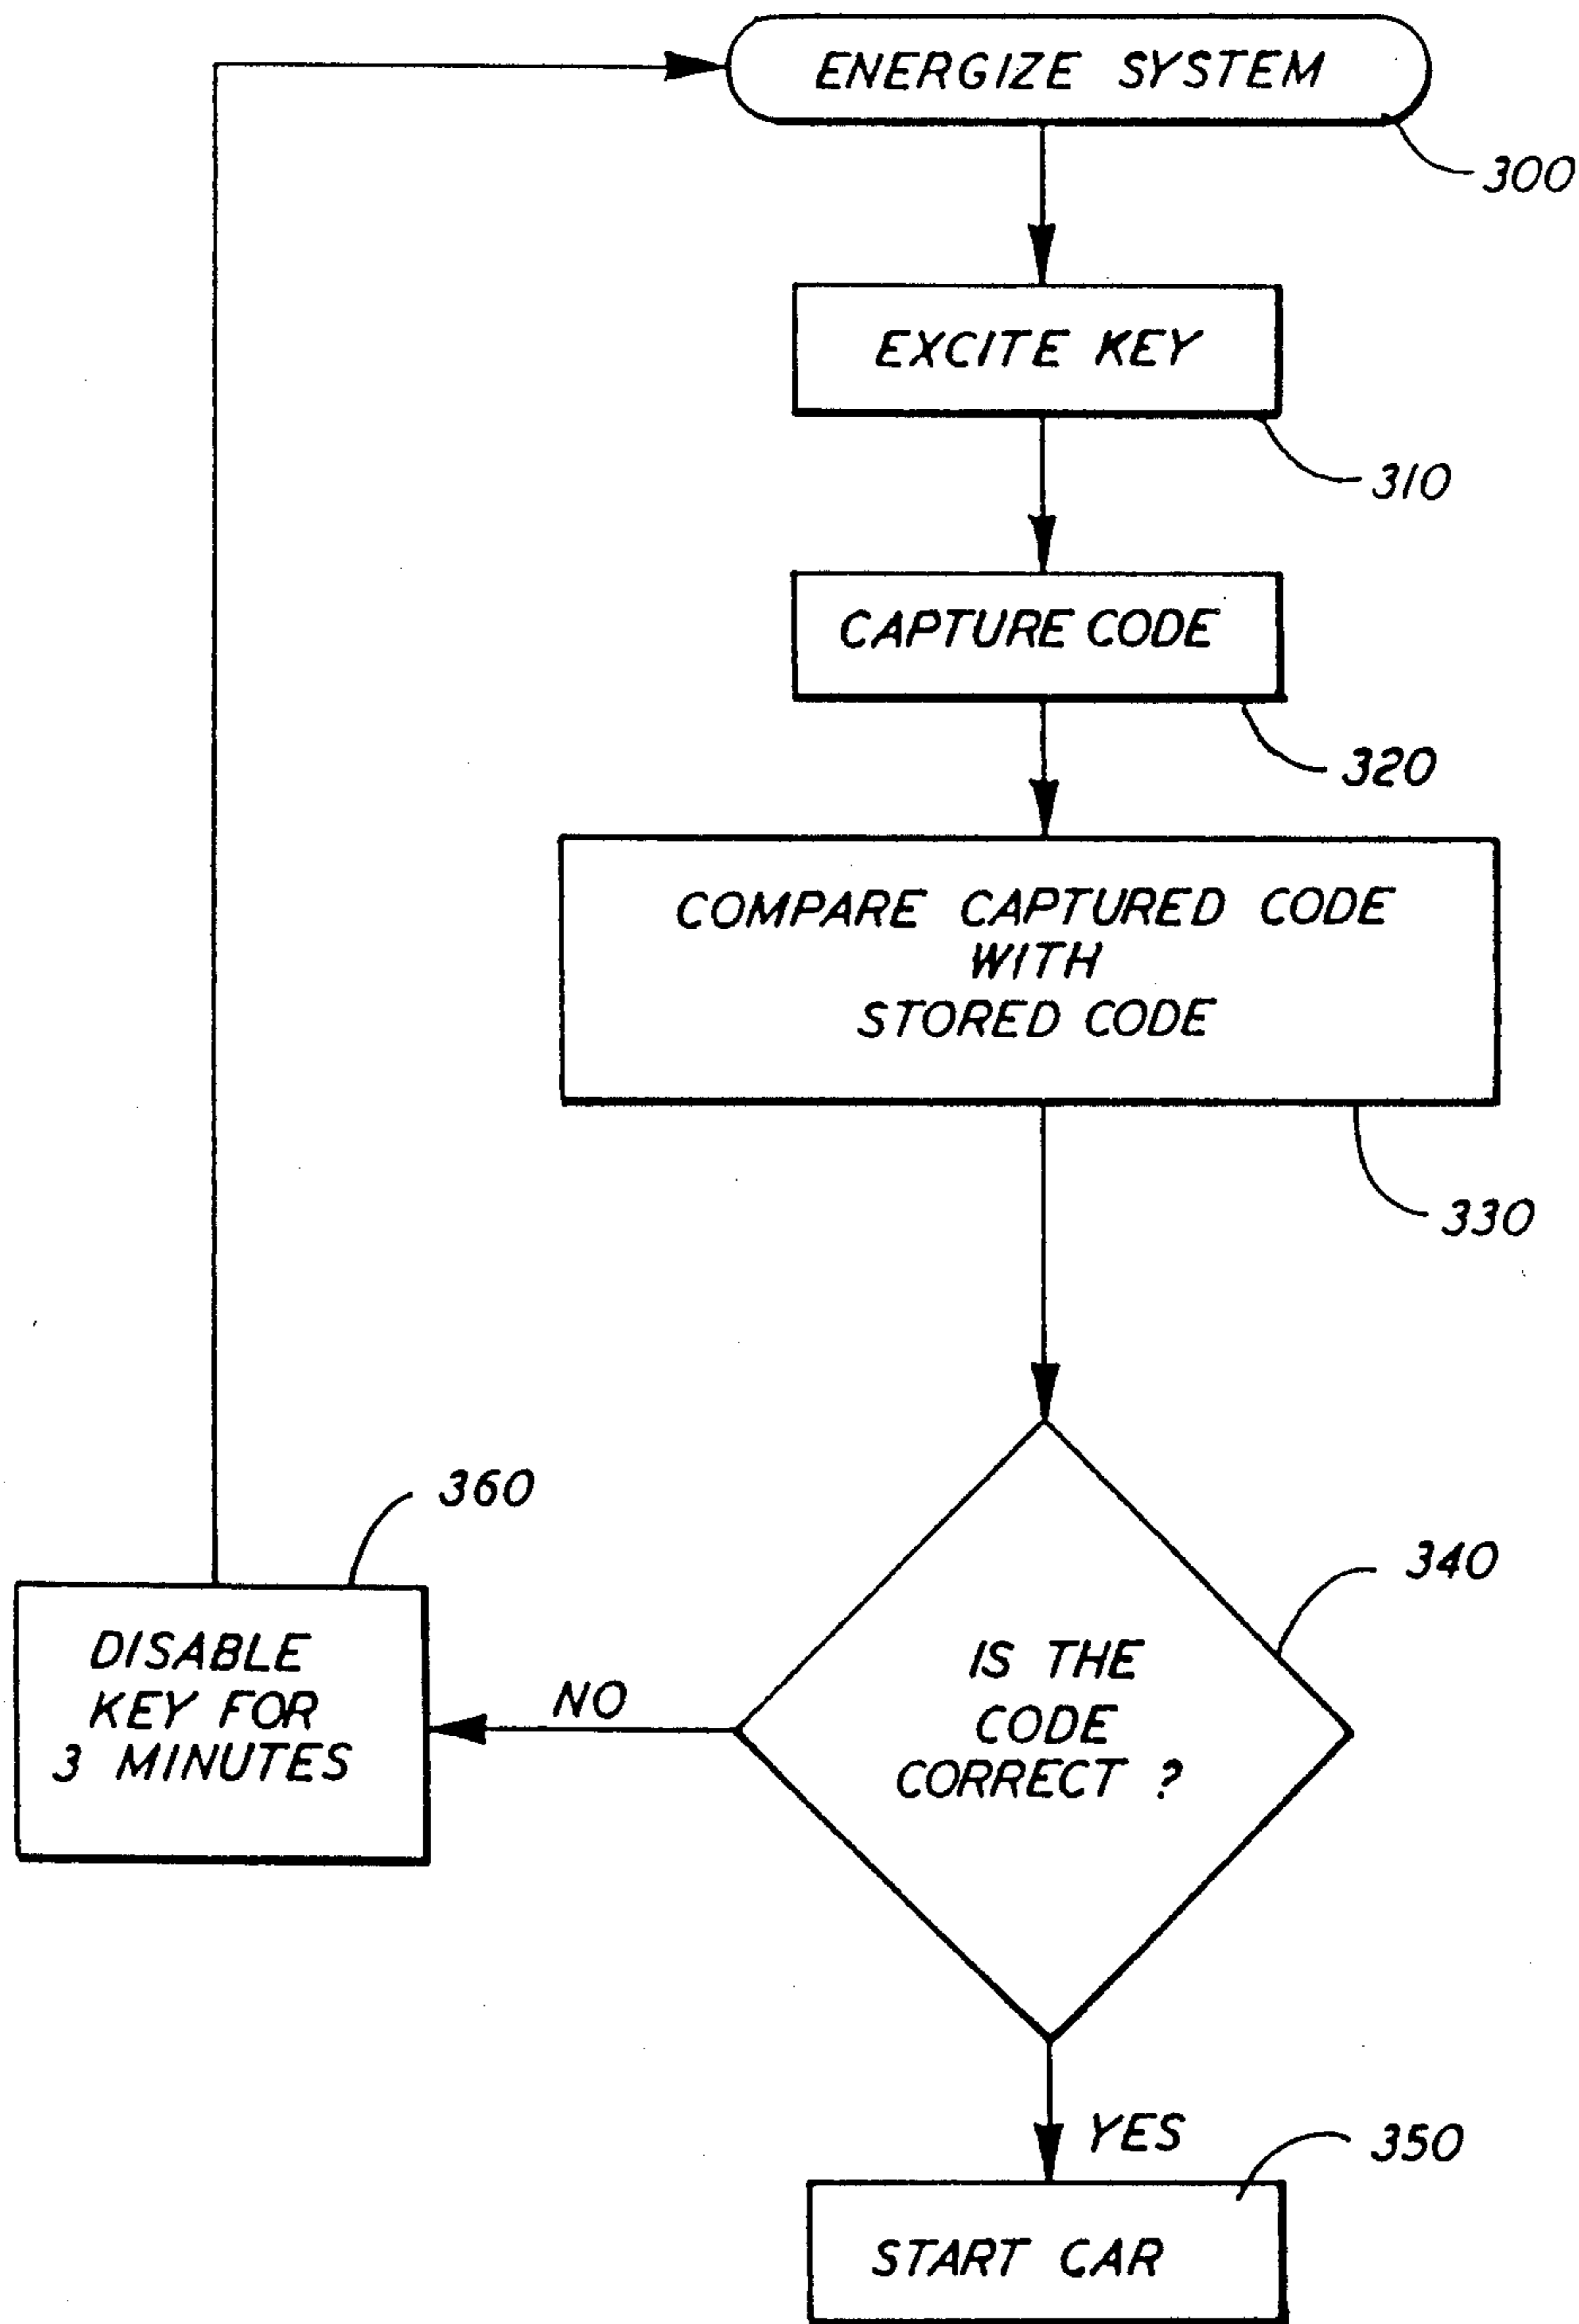 ENERGIZE SYSTEM
300
EXCITE KEY
310
CAPTURE CODE
320
COMPARE CAPTURED CODE
WITH
STORED CODE
330
360
340
DISABLE
KEY FOR
3 MINUTES
NO
IS THE
CODE
CORRECT ?
YES
350
START CAR